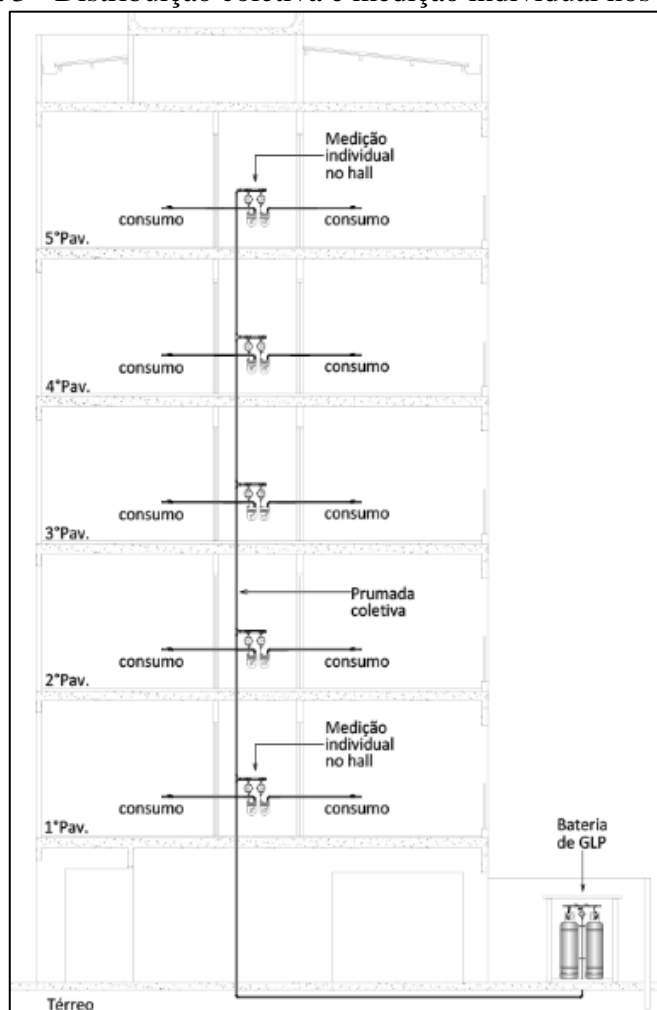 Distribuição coletiva e medição individual nos
Medição
individual
no hall
consumo
consumo
5°Pav.
consumo
consumo
4°Pav.
consumo
consumo
3°Pav.
Prumada
coletiva
consumo
consumo
2°Pav.
Medição
individual
no hall
consumo
consumo
1°Pav.
Bateria
de GLP
Térreo